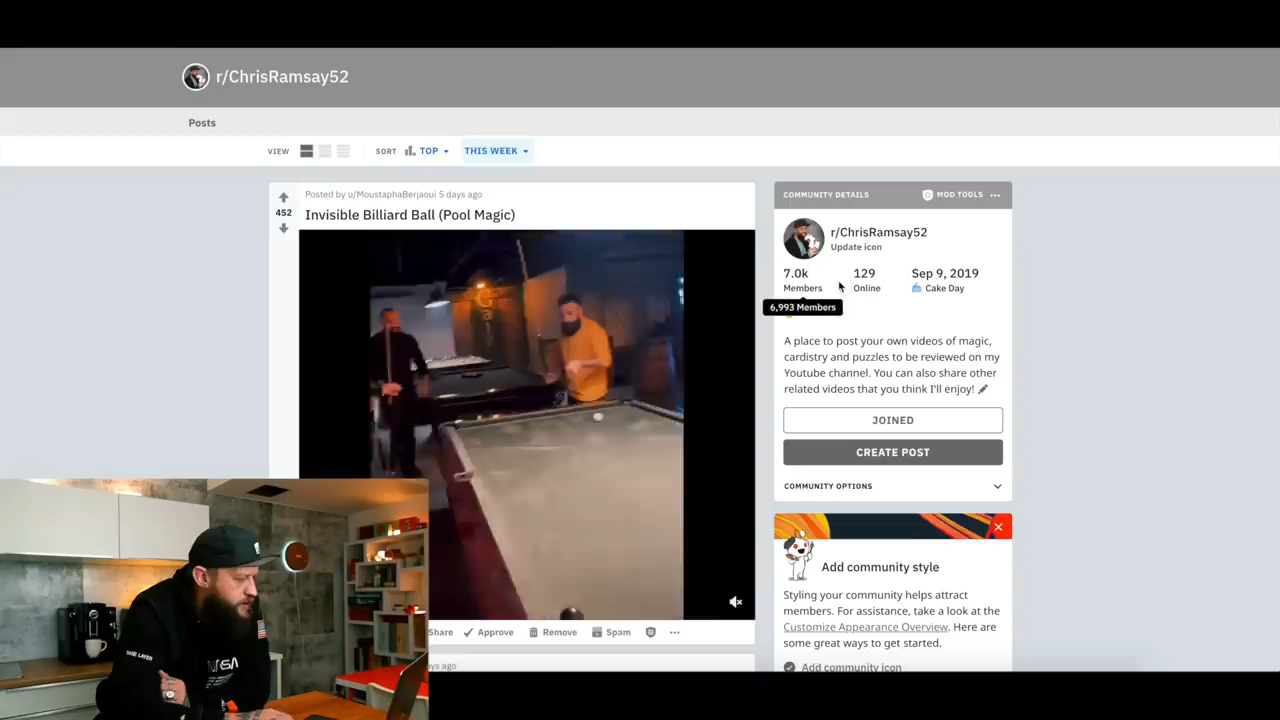 r/ChrisRamsay52
Posts
VIEW
SORT
TOP
THIS WEEK
Posted by u/MoustaphaBerjaoui 5 days ago
452
Invisible Billiard Ball (Pool Magic)
Share
Approve
Remove
Spam
ays ago
COMMUNITY DETAILS
MOD TOOLS
r/ChrisRamsay52
Update icon
7.0k
129
Sep 9, 2019
Members
Online
Cake Day
6,993 Members
A place to post your own videos of magic,
cardistry and puzzles to be reviewed on my
Youtube channel. You can also share other
related videos that you think I'll enjoy!
JOINED
CREATE POST
COMMUNITY OPTIONS
Add community style
Styling your community helps attract
members. For assistance, take a look at the
Customize Appearance Overview. Here are
some great ways to get started.
Add community icon